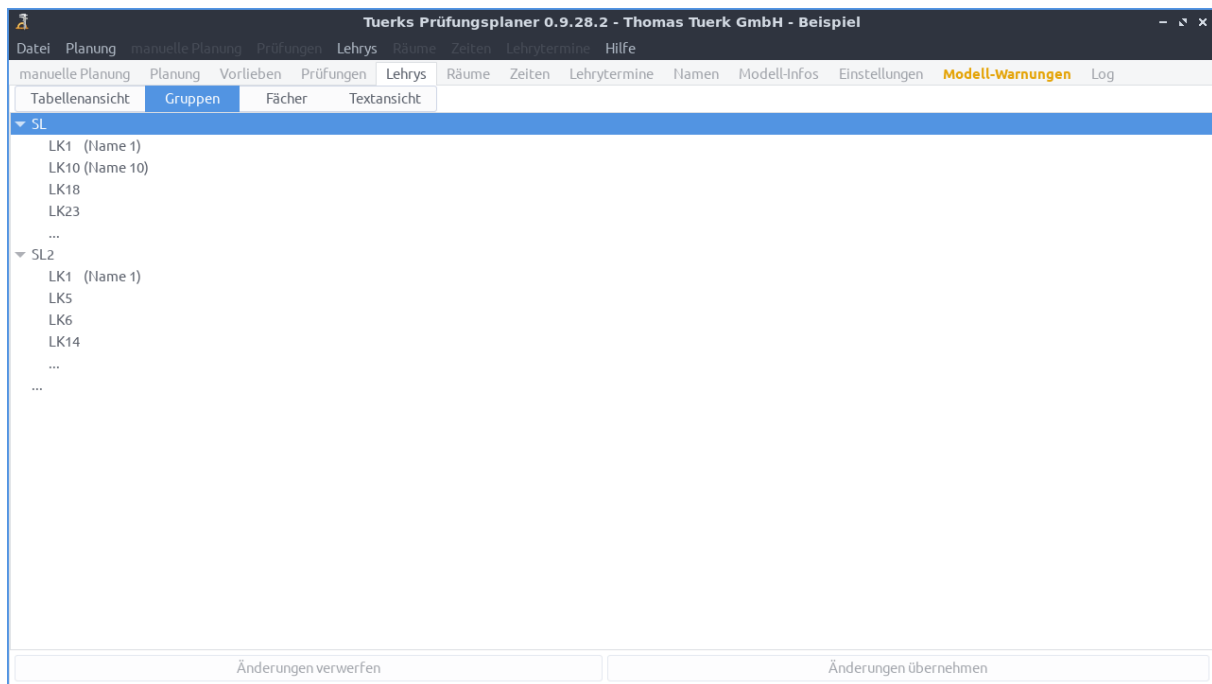 Tuerks Prüfungsplaner 0.9.28.2 - Thomas Tuerk GmbH - Beispiel
Datei Planung manuelle Planung Prüfungen Lehrys Räume Zeiten Lehrytermine Hilfe
manuelle Planung Planung Vorlieben Prüfungen Lehrys Räume Zeiten Lehrytermine Namen Modell-Infos Einstellungen Modell-Warnungen Log
Tabellenansicht Gruppen Fächer Textansicht
SL
LK1 (Name 1)
LK10 (Name 10)
LK18
LK23
...
SL2
LK1 (Name 1)
LK5
LK6
LK14
...
...
Änderungen verwerfen Änderungen übernehmen